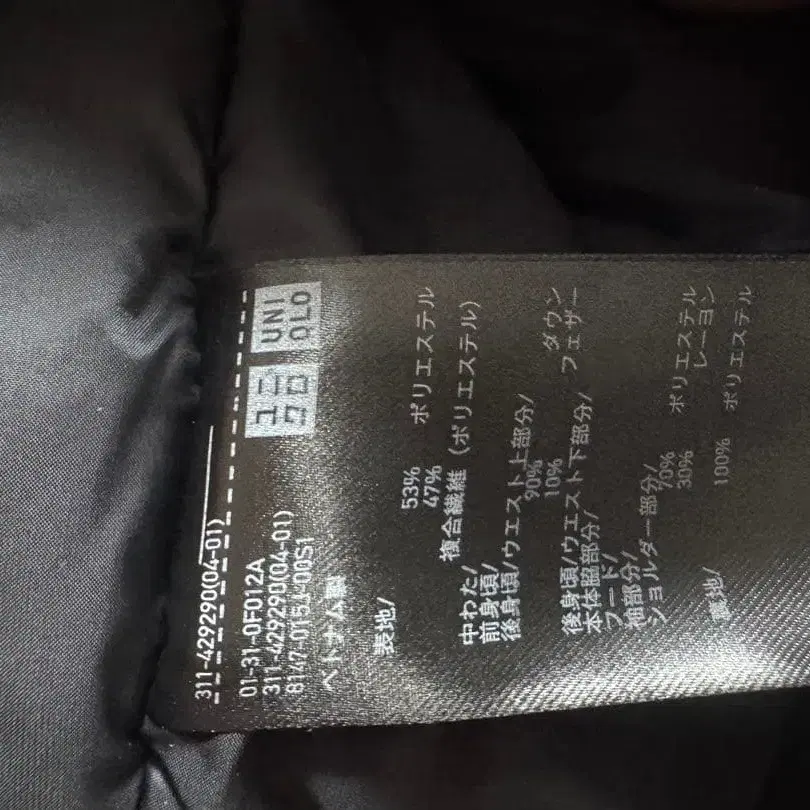 311-429290(04-01)
ユニ
クロ
UNI
QLO
01-31-0F012A
311-429290(04-01)
8147-015J-00S1
ベトナム製
表地/
53% ポリエステル
47%
複合繊維 (ポリエステル)
中わた/
前身頃/
後身頃/ウエスト上部分/
90% ダウン
10% フェザー
後身頃/ウエスト下部分/
本体脇部分/
フード/
袖部分/
ショルダー部分/
70% ポリエステル
30% レーヨン
裏地/
100% ポリエステル